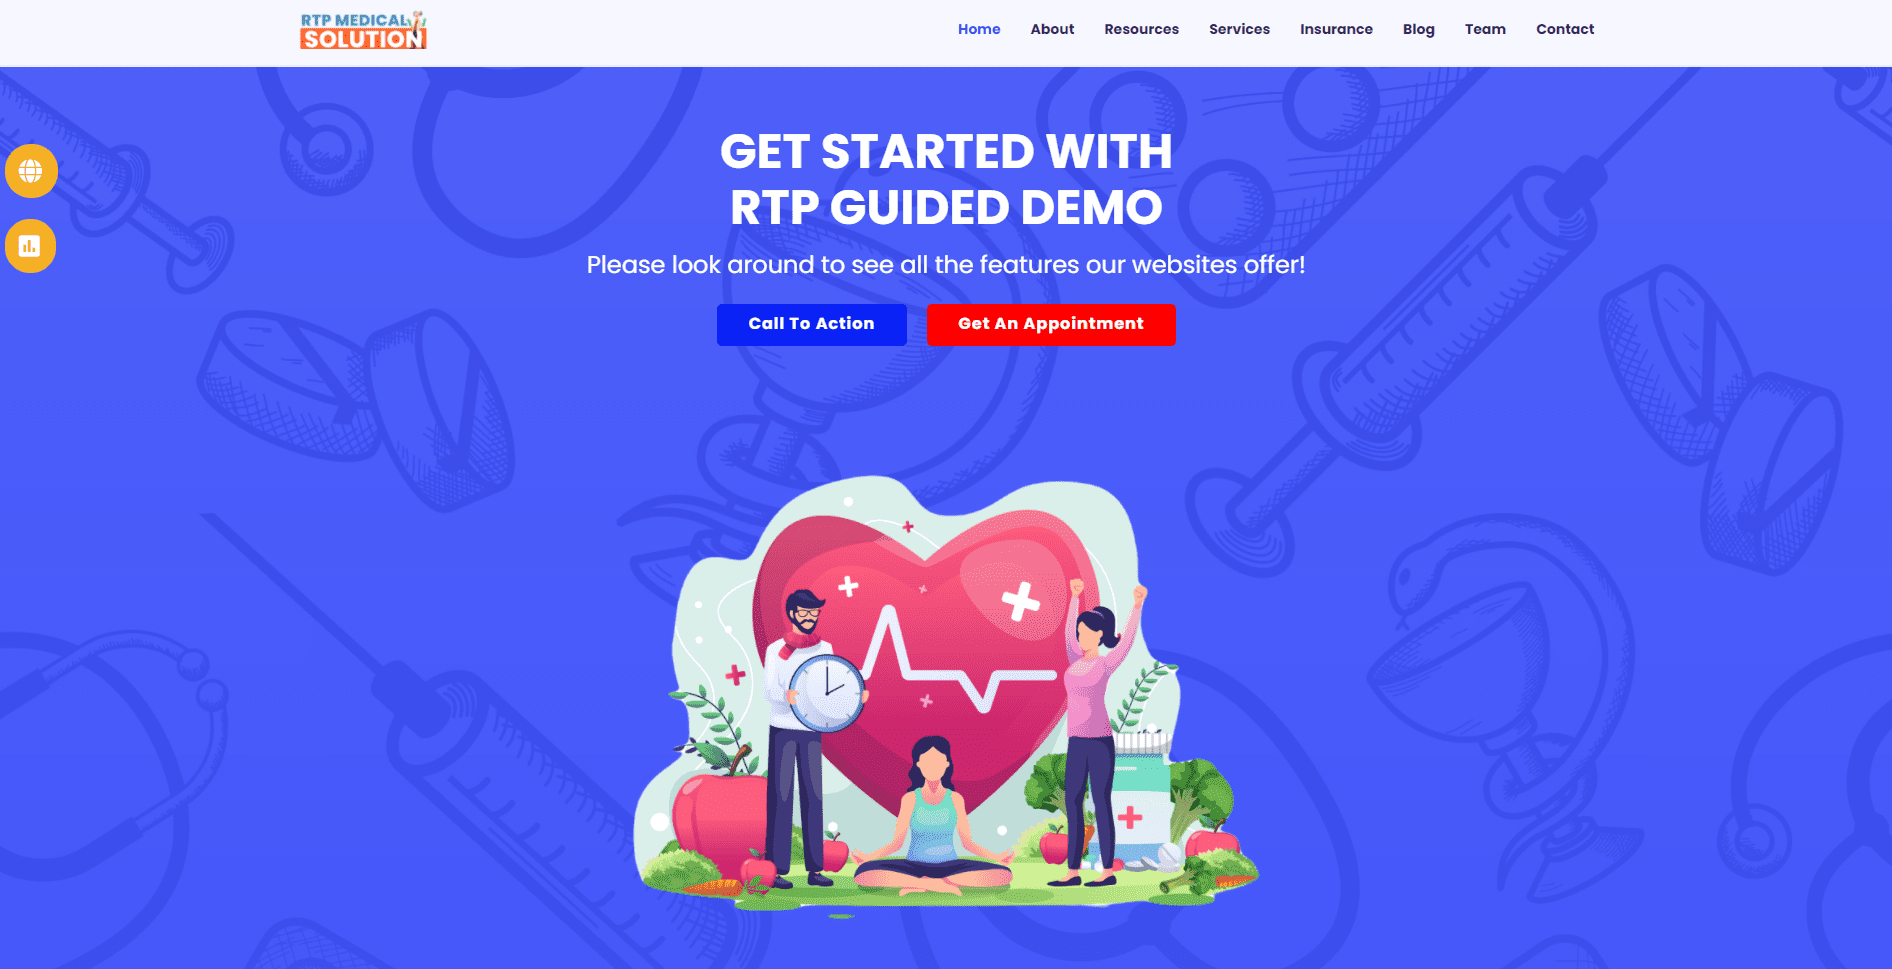 RTP MEDICAL
SOLUTION
Home About Resources Services Insurance Blog Team Contact
GET STARTED WITH
RTP GUIDED DEMO
Please look around to see all the features our websites offer!
Call To Action Get An Appointment